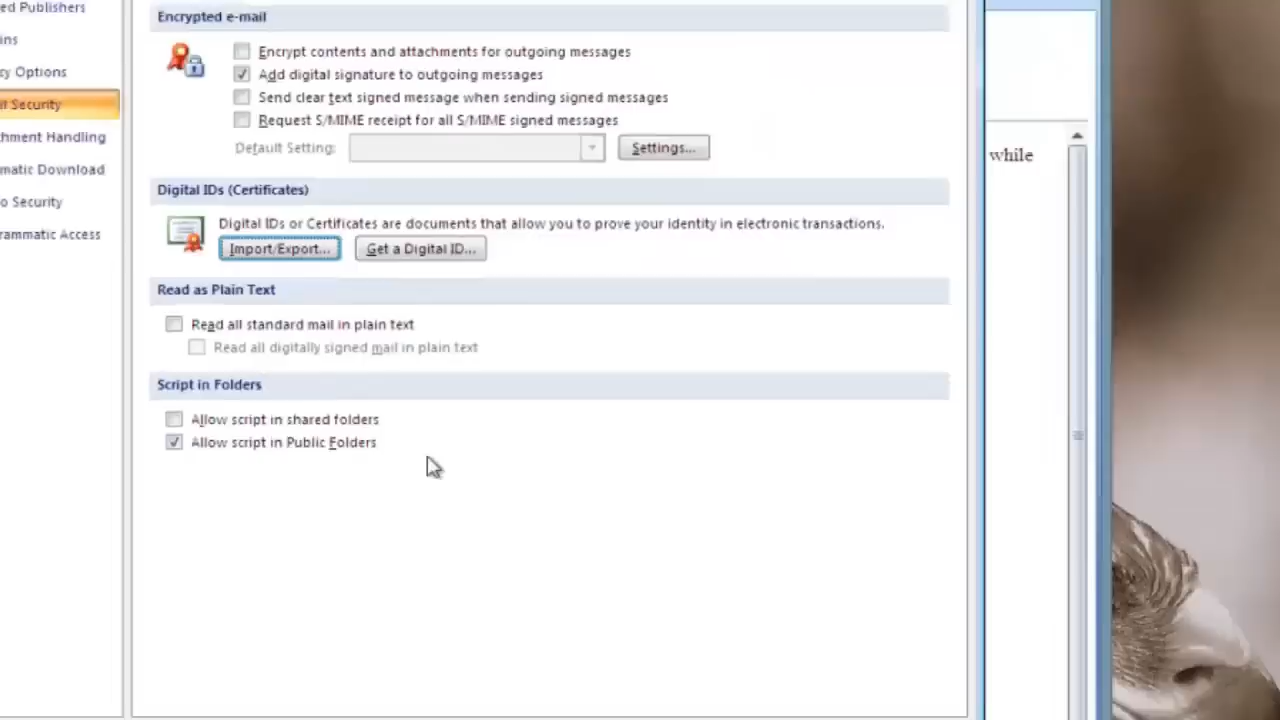 ed Publishers
ins
cy Options
il Security
hment Handling
matic Download
o Security
rammatic Access
Encrypted e-mail
Encrypt contents and attachments for outgoing messages
Add digital signature to outgoing messages
Send clear text signed message when sending signed messages
Request S/MIME receipt for all S/MIME signed messages
Default Setting:
Settings...
Digital IDs (Certificates)
Digital IDs or Certificates are documents that allow you to prove your identity in electronic transactions.
Import/Export... Get a Digital ID...
Read as Plain Text
Read all standard mail in plain text
Read all digitally signed mail in plain text
Script in Folders
Allow script in shared folders
Allow script in Public Folders
while